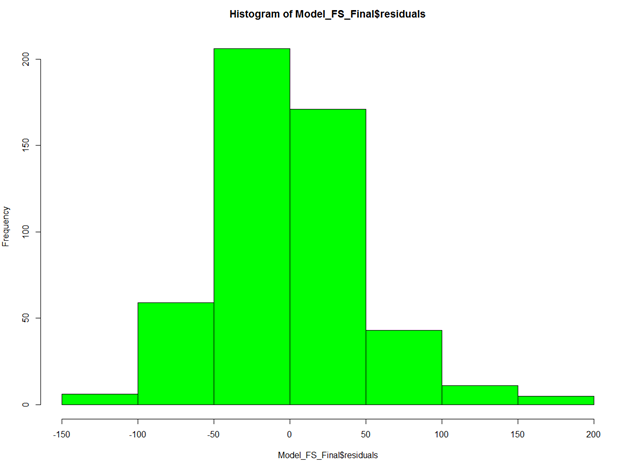 Histogram of Model_FS_Final$residuals
Frequency
200
150
100
50
0
-150 -100 -50 0 50 100 150 200
Model_FS_Final$residuals